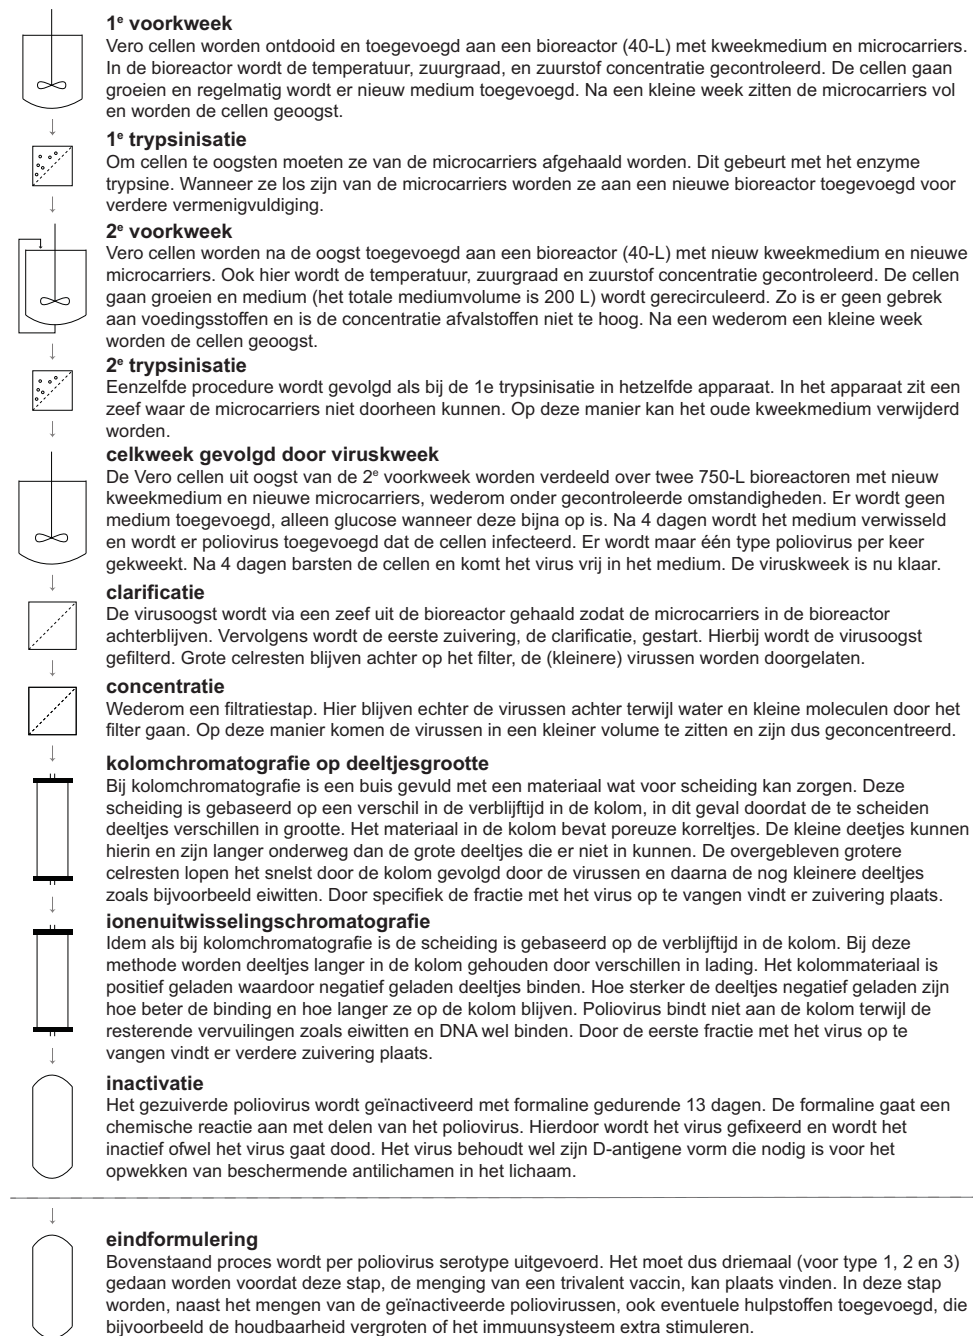 1e voorkweek
Vero cellen worden ontdooid en toegevoegd aan een bioreactor (40-L) met kweekmedium en microcarriers.
In de bioreactor wordt de temperatuur, zuurgraad, en zuurstof concentratie gecontroleerd. De cellen gaan
groeien en regelmatig wordt er nieuw medium toegevoegd. Na een kleine week zitten de microcarriers vol
en worden de cellen geoogst.
1e trypsinisatie
Om cellen te oogsten moeten ze van de microcarriers afgehaald worden. Dit gebeurt met het enzyme
trypsine. Wanneer ze los zijn van de microcarriers worden ze aan een nieuwe bioreactor toegevoegd voor
verdere vermenigvuldiging.
2e voorkweek
Vero cellen worden na de oogst toegevoegd aan een bioreactor (40-L) met nieuw kweekmedium en nieuwe
microcarriers. Ook hier wordt de temperatuur, zuurgraad en zuurstof concentratie gecontroleerd. De cellen
gaan groeien en medium (het totale mediumvolume is 200 L) wordt gerecirculeerd. Zo is er geen gebrek
aan voedingsstoffen en is de concentratie afvalstoffen niet te hoog. Na een wederom een kleine week
worden de cellen geoogst.
2e trypsinisatie
Eenzelfde procedure wordt gevolgd als bij de 1e trypsinisatie in hetzelfde apparaat. In het apparaat zit een
zeef waar de microcarriers niet doorheen kunnen. Op deze manier kan het oude kweekmedium verwijderd
worden.
celkweek gevolgd door viruskweek
De Vero cellen uit oogst van de 2e voorkweek worden verdeeld over twee 750-L bioreactoren met nieuw
kweekmedium en nieuwe microcarriers, wederom onder gecontroleerde omstandigheden. Er wordt geen
medium toegevoegd, alleen glucose wanneer deze bijna op is. Na 4 dagen wordt het medium verwisseld
en wordt er poliovirus toegevoegd dat de cellen infecteerd. Er wordt maar één type poliovirus per keer
gekweekt. Na 4 dagen barsten de cellen en komt het virus vrij in het medium. De viruskweek is nu klaar.
clarificatie
De virusoogst wordt via een zeef uit de bioreactor gehaald zodat de microcarriers in de bioreactor
achterblijven. Vervolgens wordt de eerste zuivering, de clarificatie, gestart. Hierbij wordt de virusoogst
gefilterd. Grote celresten blijven achter op het filter, de (kleinere) virussen worden doorgelaten.
concentratie
Wederom een filtratiestap. Hier blijven echter de virussen achter terwijl water en kleine moleculen door het
filter gaan. Op deze manier komen de virussen in een kleiner volume te zitten en zijn dus geconcentreerd.
kolomchromatografie op deeltjesgrootte
Bij kolomchromatografie is een buis gevuld met een materiaal wat voor scheiding kan zorgen. Deze
scheiding is gebaseerd op een verschil in de verblijftijd in de kolom, in dit geval doordat de te scheiden
deeltjes verschillen in grootte. Het materiaal in de kolom bevat poreuze korreltjes. De kleine deetjes kunnen
hierin en zijn langer onderweg dan de grote deeltjes die er niet in kunnen. De overgebleven grotere
celresten lopen het snelst door de kolom gevolgd door de virussen en daarna de nog kleinere deeltjes
zoals bijvoorbeeld eiwitten. Door specifiek de fractie met het virus op te vangen vindt er zuivering plaats.
ionenuitwisselingschromatografie
Idem als bij kolomchromatografie is de scheiding is gebaseerd op de verblijftijd in de kolom. Bij deze
methode worden deeltjes langer in de kolom gehouden door verschillen in lading. Het kolommateriaal is
positief geladen waardoor negatief geladen deeltjes binden. Hoe sterker de deeltjes negatief geladen zijn
hoe beter de binding en hoe langer ze op de kolom blijven. Poliovirus bindt niet aan de kolom terwijl de
resterende vervuilingen zoals eiwitten en DNA wel binden. Door de eerste fractie met het virus op te
vangen vindt er verdere zuivering plaats.
inactivatie
Het gezuiverde poliovirus wordt geïnactiveerd met formaline gedurende 13 dagen. De formaline gaat een
chemische reactie aan met delen van het poliovirus. Hierdoor wordt het virus gefixeerd en wordt het
inactief ofwel het virus gaat dood. Het virus behoudt wel zijn D-antigene vorm die nodig is voor het
opwekken van beschermende antilichamen in het lichaam.
eindformulering
Bovenstaand proces wordt per poliovirus serotype uitgevoerd. Het moet dus driemaal (voor type 1, 2 en 3)
gedaan worden voordat deze stap, de menging van een trivalent vaccin, kan plaats vinden. In deze stap
worden, naast het mengen van de geïnactiveerde poliovirussen, ook eventuele hulpstoffen toegevoegd, die
bijvoorbeeld de houdbaarheid vergroten of het immuunsysteem extra stimuleren.